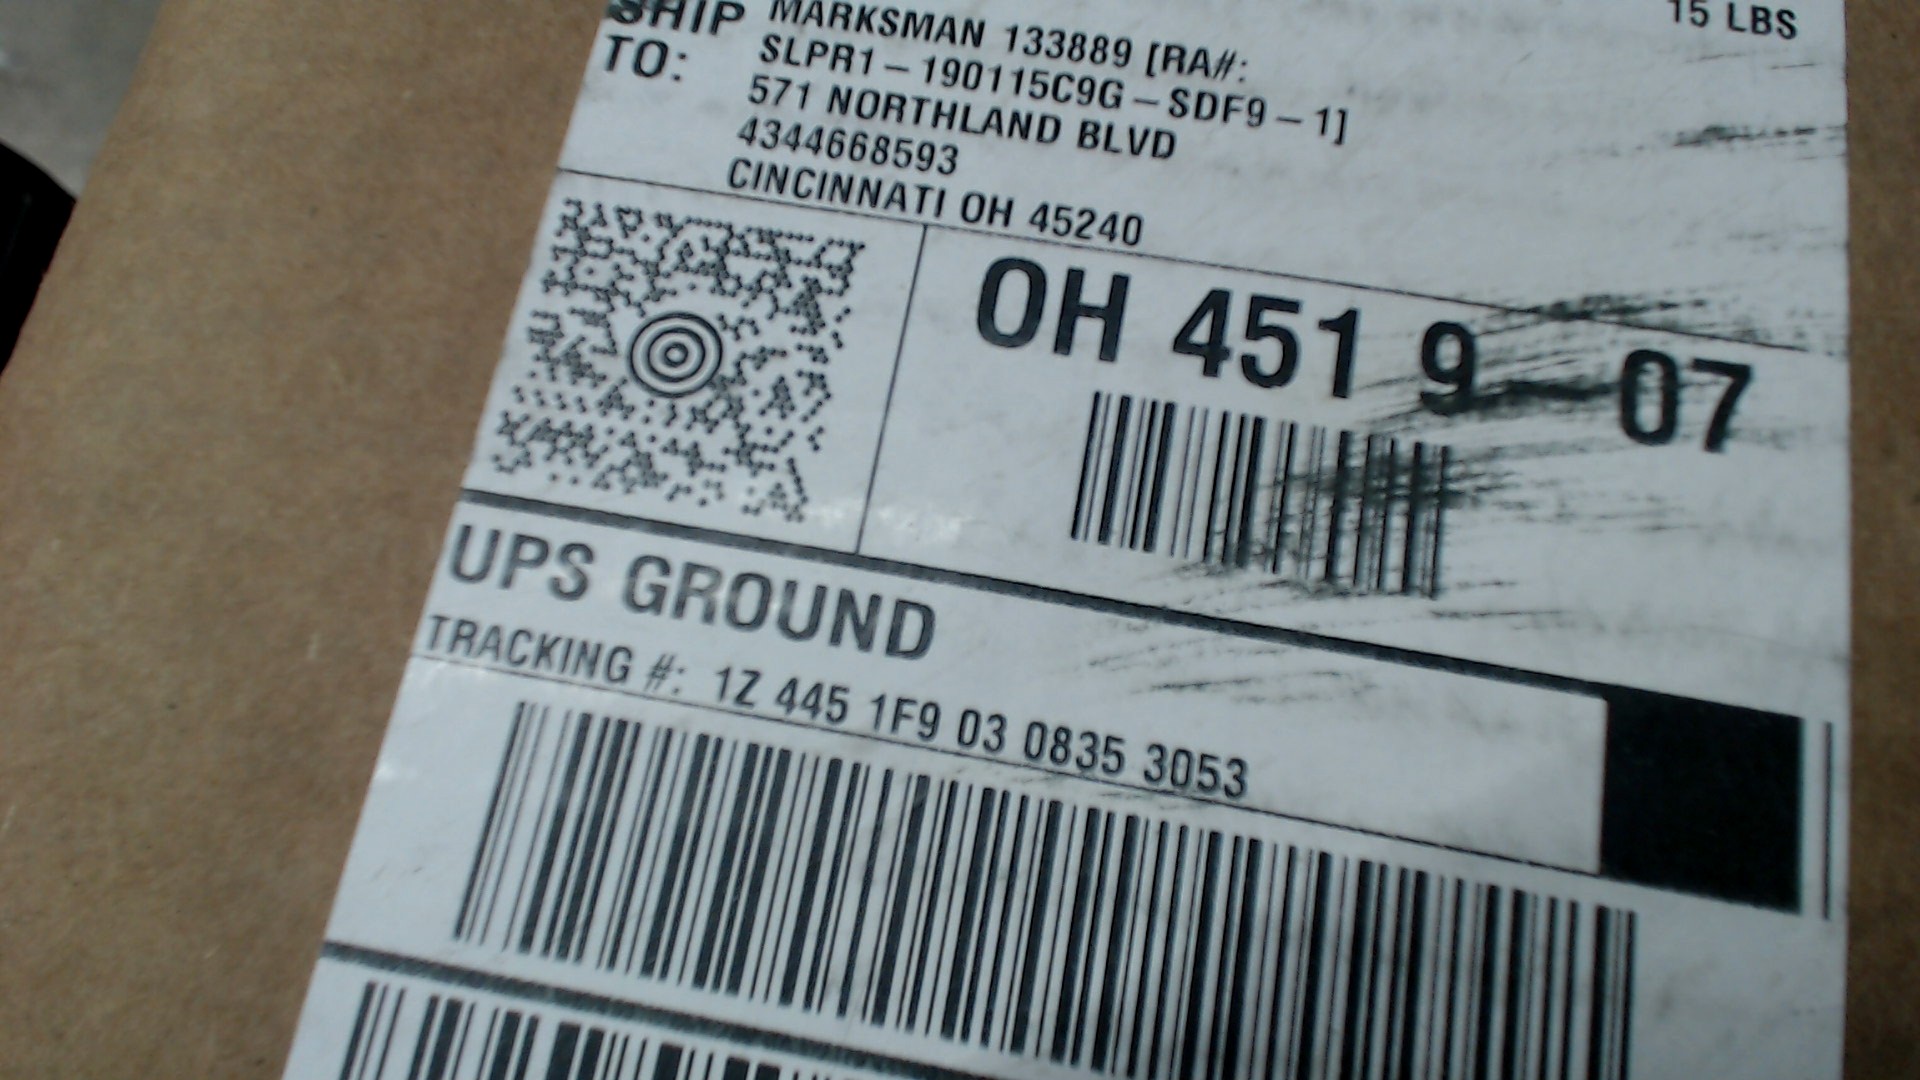 15 LBS
SHIP TO:
MARKSMAN 133889 [RA#:
SLPR1-190115C9G-SDF9-1]
571 NORTHLAND BLVD
4344668593
CINCINNATI OH 45240
OH 451 9-07
UPS GROUND
TRACKING #: 1Z 445 1F9 03 0835 3053